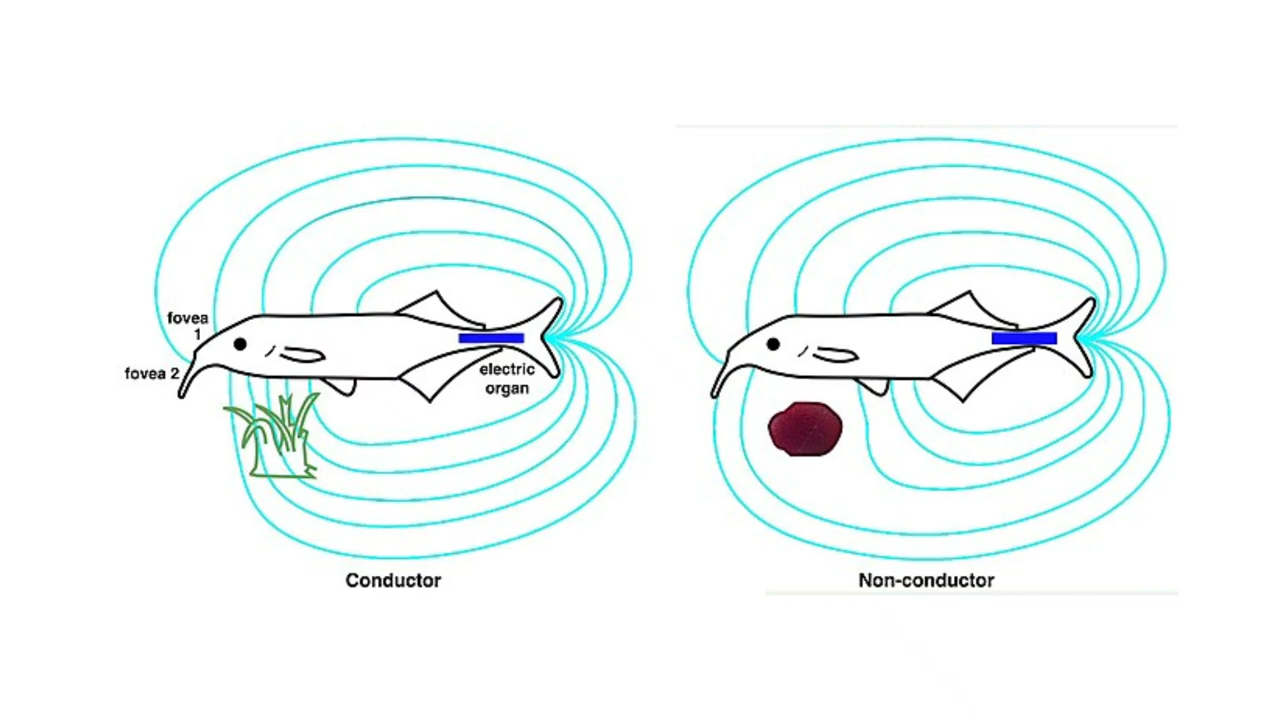 fovea
1
fovea 2
electric
organ
Conductor
Non-conductor